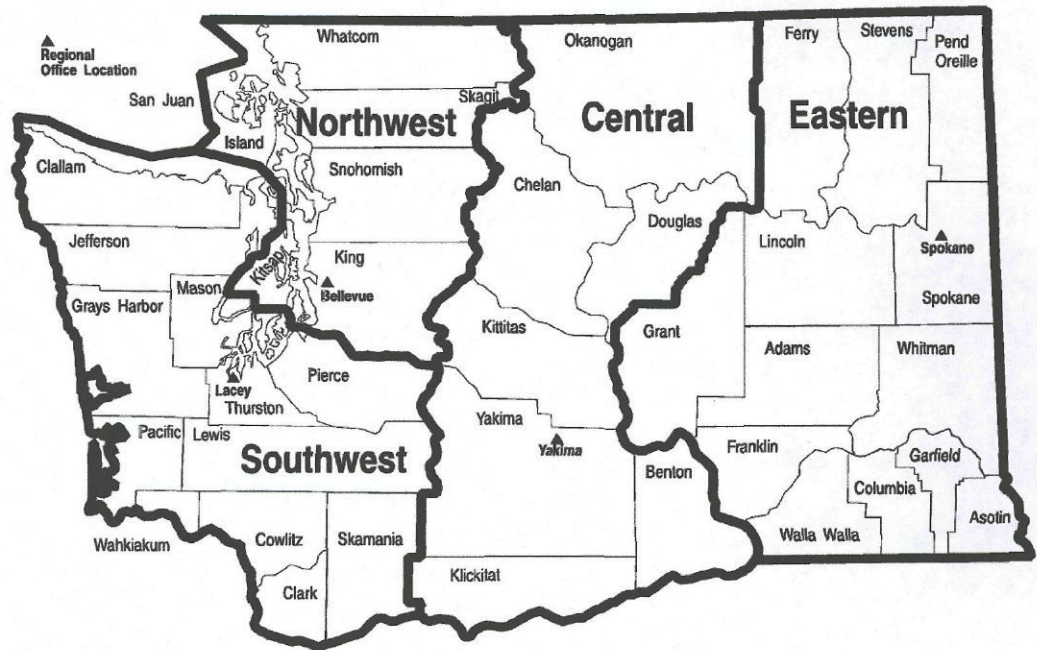 Regional
Office Location
San Juan
Whatcom
Skagit
Northwest
Island
Snohomish
Clallam
Jefferson
King
Kitsap
Bellevue
Mason
Grays Harbor
Pierce
Lacey
Thurston
Pacific
Lewis
Southwest
Wahkiakum
Cowlitz
Skamania
Clark
Okanogan
Central
Chelan
Douglas
Kittitas
Yakima
Yakima
Benton
Klickitat
Ferry
Stevens
Pend
Oreille
Eastern
Lincoln
Spokane
Spokane
Grant
Adams
Whitman
Franklin
Garfield
Columbia
Walla Walla
Asotin